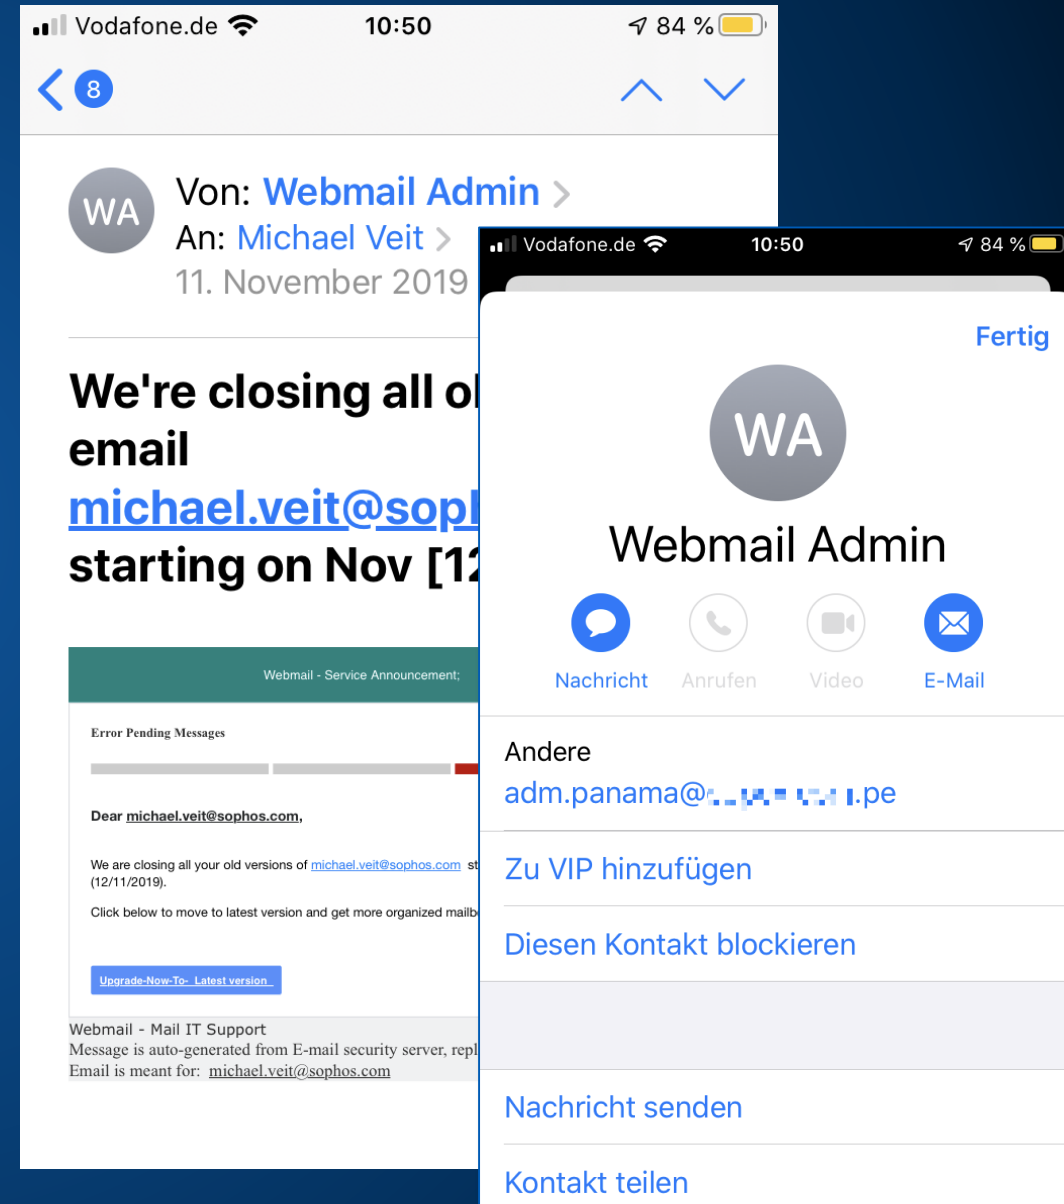 Vodafone.de
10:50
84 %
8
WA
Von: Webmail Admin
An: Michael Veit
11. November 2019
We're closing all
email
michael.veit@
starting on Nov
Webmail - Service Announcement;
Error Pending Messages
Dear michael.veit@sophos.com,
We are closing all your old versions of michael.veit@sophos.com
(12/11/2019).
Click below to move to latest version and get more organized
Upgrade-Now-To- Latest version
Webmail - Mail IT Support
Message is auto-generated from E-mail security server,
Email is meant for: michael.veit@sophos.com
Vodafone.de
10:50
84 %
Fertig
WA
Webmail Admin
Nachricht Anrufen Video E-Mail
Andere
adm.panama@ .pe
Zu VIP hinzufügen
Diesen Kontakt blockieren
Nachricht senden
Kontakt teilen